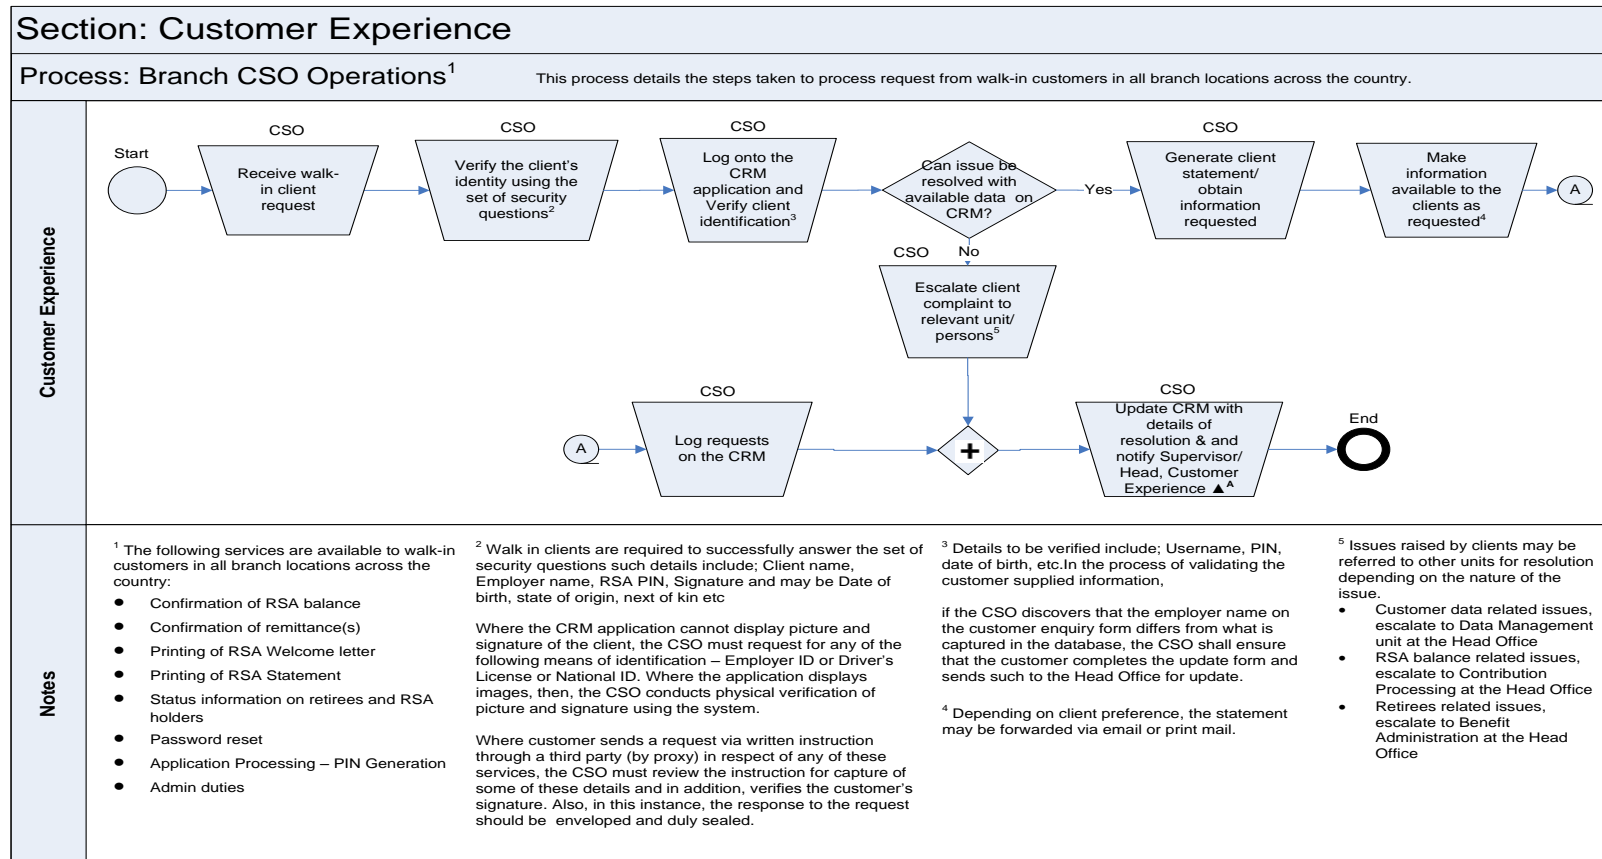 Section: Customer Experience
Process: Branch CSO Operations1
This process details the steps taken to process request from walk-in customers in all branch locations across the country.
Customer Experience
Start
CSO
Receive walk-
in client
request
CSO
Verify the client's
identity using the
set of security
questions2
CSO
Log onto the
CRM
application and
Verify client
identification3
Can issue be
resolved with
available data on
CRM?
Yes
CSO
Generate client
statement/
obtain
information
requested
Make
information
available to the
clients as
requested4
A
No
CSO
Escalate client
complaint to
relevant unit/
persons5
A
CSO
Log requests
on the CRM
CSO
Update CRM with
details of
resolution & and
notify Supervisor/
Head, Customer
Experience ▲A
End
Notes
1 The following services are available to walk-in
customers in all branch locations across the
country:
● Confirmation of RSA balance
● Confirmation of remittance(s)
● Printing of RSA Welcome letter
● Printing of RSA Statement
● Status information on retirees and RSA
holders
● Password reset
● Application Processing – PIN Generation
● Admin duties
2 Walk in clients are required to successfully answer the set of
security questions such details include; Client name,
Employer name, RSA PIN, Signature and may be Date of
birth, state of origin, next of kin etc
Where the CRM application cannot display picture and
signature of the client, the CSO must request for any of the
following means of identification – Employer ID or Driver's
License or National ID. Where the application displays
images, then, the CSO conducts physical verification of
picture and signature using the system.
Where customer sends a request via written instruction
through a third party (by proxy) in respect of any of these
services, the CSO must review the instruction for capture of
some of these details and in addition, verifies the customer's
signature. Also, in this instance, the response to the request
should be enveloped and duly sealed.
3 Details to be verified include; Username, PIN,
date of birth, etc.In the process of validating the
customer supplied information,
if the CSO discovers that the employer name on
the customer enquiry form differs from what is
captured in the database, the CSO shall ensure
that the customer completes the update form and
sends such to the Head Office for update.
4 Depending on client preference, the statement
may be forwarded via email or print mail.
5 Issues raised by clients may be
referred to other units for resolution
depending on the nature of the
issue.
• Customer data related issues,
escalate to Data Management
unit at the Head Office
• RSA balance related issues,
escalate to Contribution
Processing at the Head Office
• Retirees related issues,
escalate to Benefit
Administration at the Head
Office